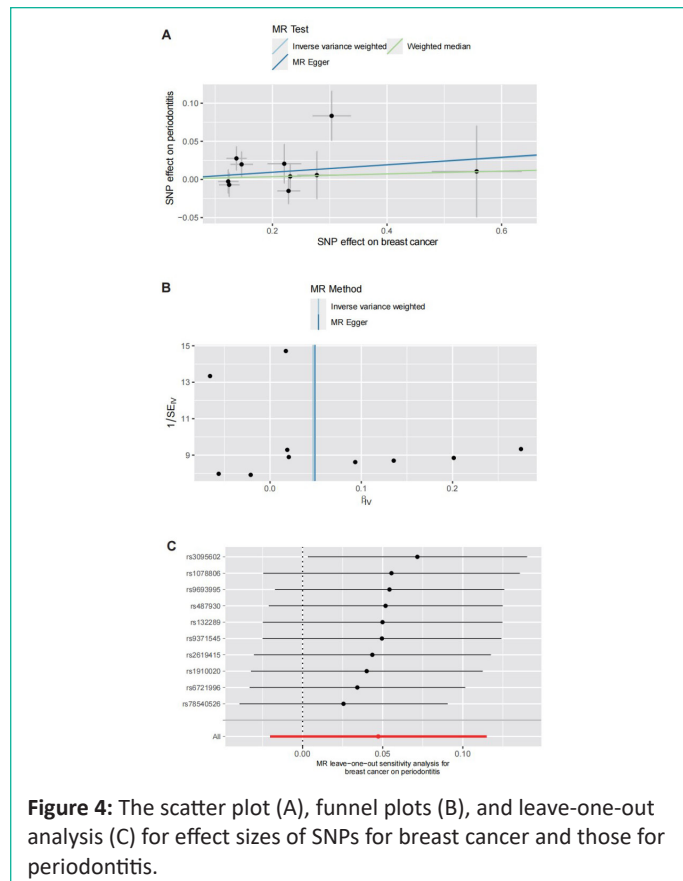 A
MR Test
Inverse variance weighted
Weighted median
MR Egger
SNP effect on periodontitis
0.10
0.05
0.00
−0.05
0.2
0.4
0.6
SNP effect on breast cancer
B
MR Method
Inverse variance weighted
MR Egger
1/SE_IV
15
13
11
9
0.0
0.1
0.2
β_IV
C
rs3095602
rs1078806
rs9693995
rs487930
rs132289
rs9371545
rs2619415
rs1910020
rs6721996
rs78540526
All
0.00
0.05
0.10
MR leave−one−out sensitivity analysis for
breast cancer on periodontitis
Figure 4: The scatter plot (A), funnel plots (B), and leave-one-out
analysis (C) for effect sizes of SNPs for breast cancer and those for
periodontitis.